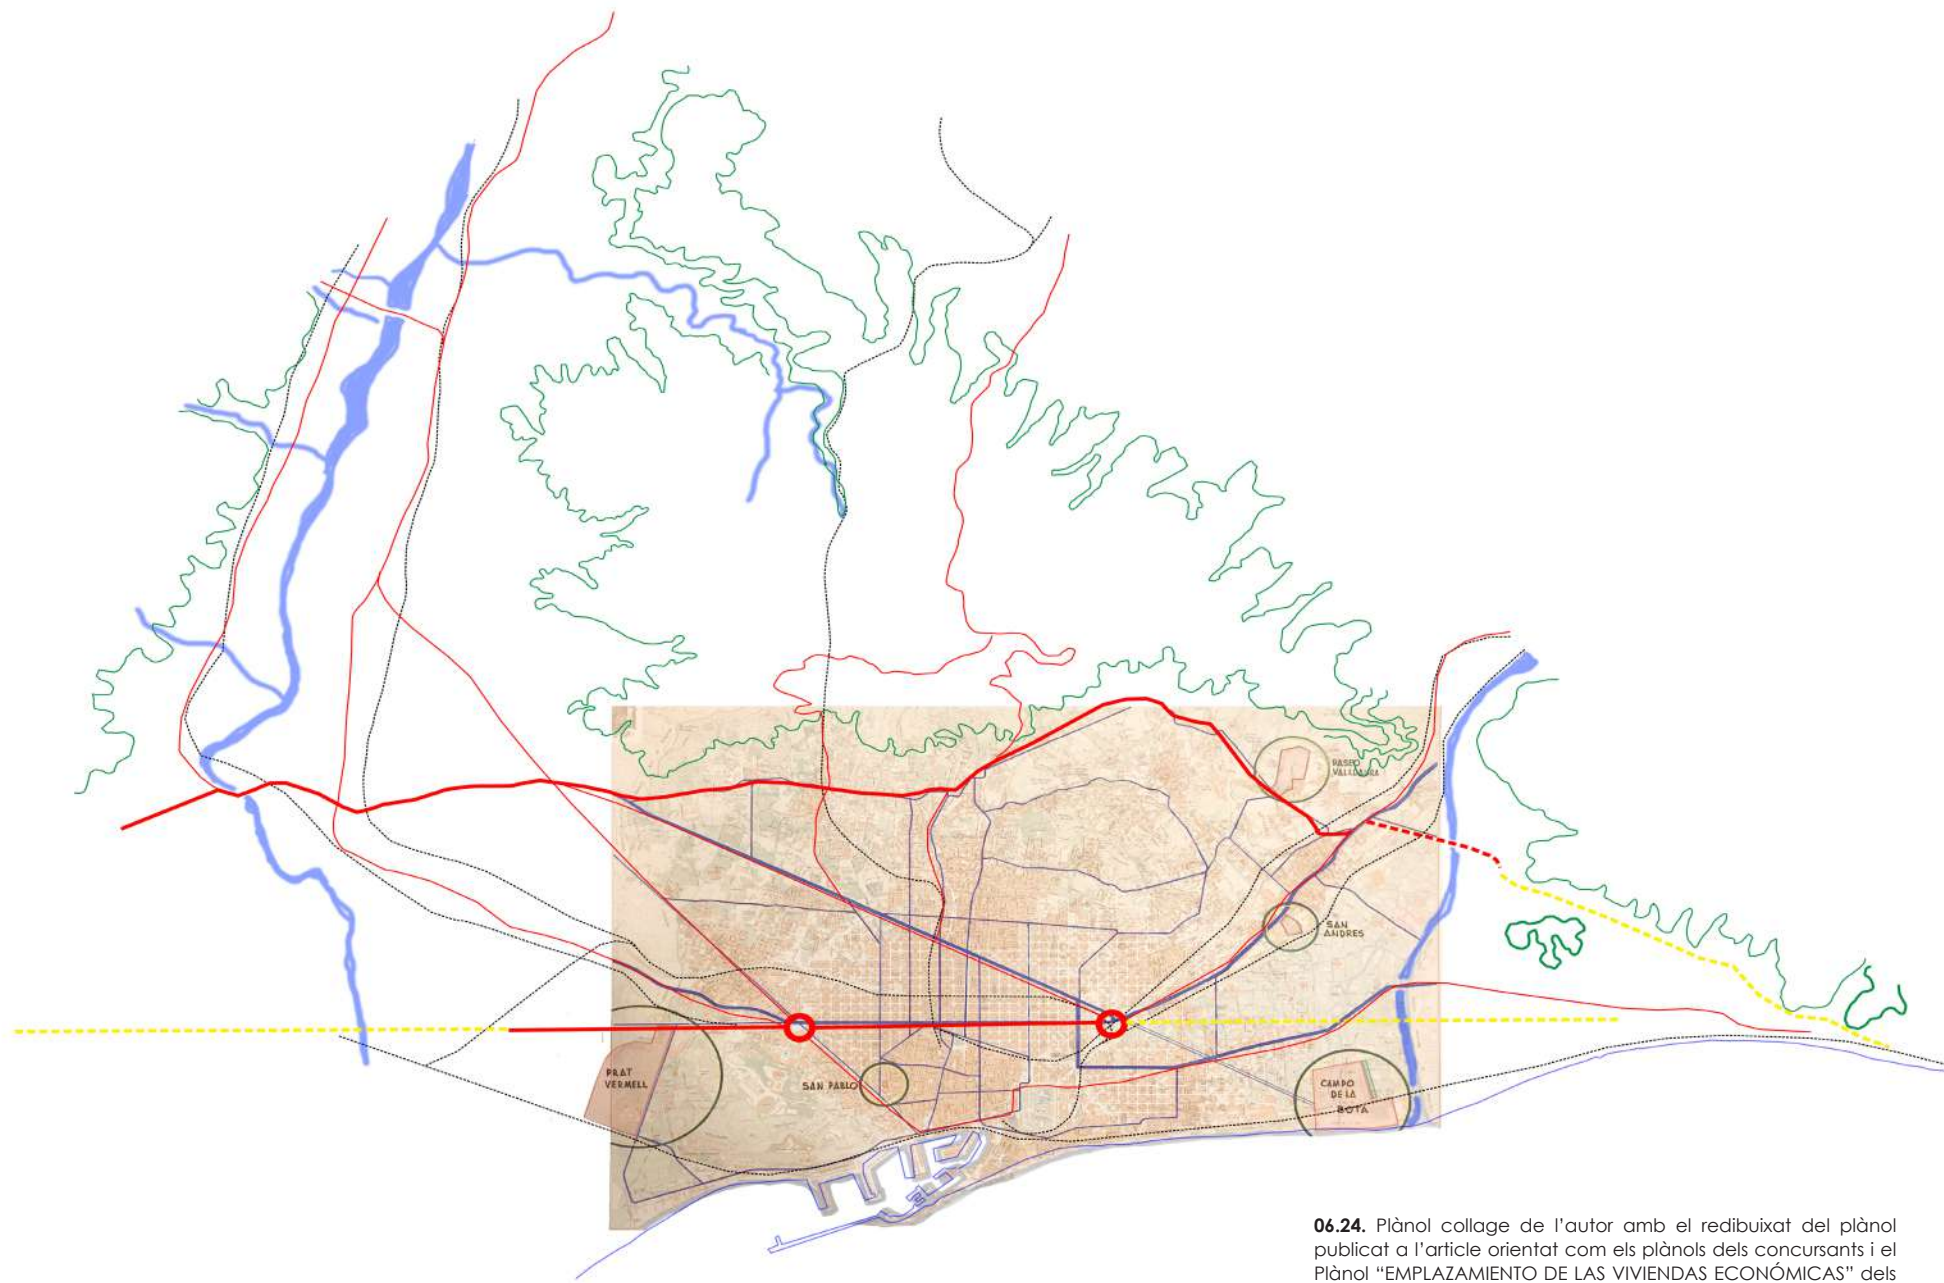 PASEO
VALLDAURA
SAN
ANDRES
PRAT
VERMELL
SAN PABLO
CAMPO
DE LA
BOTA
06.24. Plànol collage de l'autor amb el redibuixat del plànol
publicat a l'article orientat com els plànols dels concursants i el
Plànol "EMPLAZAMIENTO DE LAS VIVIENDAS ECONÓMICAS" dels